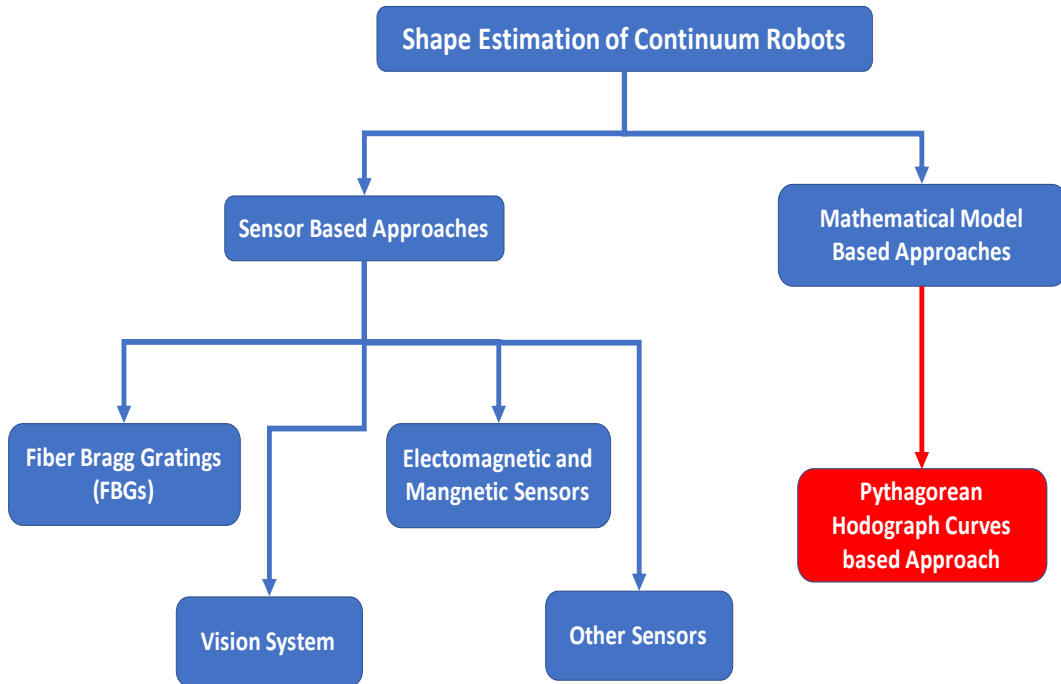 Shape Estimation of Continuum Robots
Sensor Based Approaches
Mathematical Model
Based Approaches
Fiber Bragg Gratings
(FBGs)
Electomagnetic and
Mangnetic Sensors
Pythagorean
Hodograph Curves
based Approach
Vision System
Other Sensors